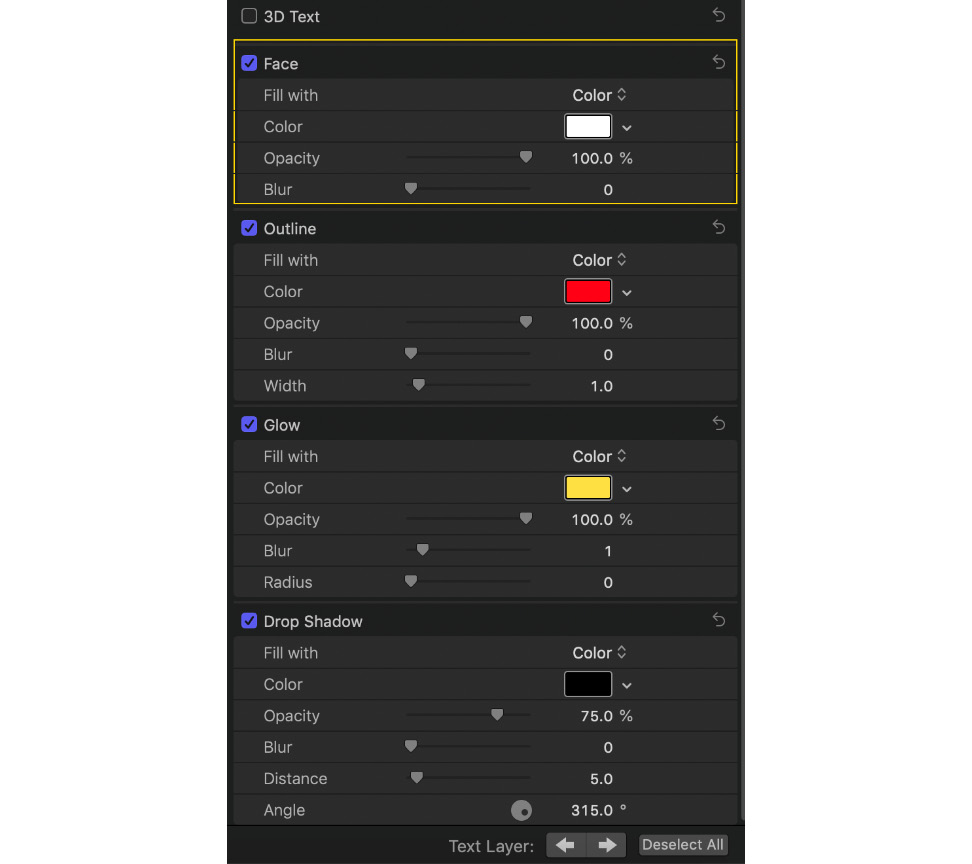 3D Text
Face
Fill with Color
Color
Opacity 100.0 %
Blur 0
Outline
Fill with Color
Color
Opacity 100.0 %
Blur 0
Width 1.0
Glow
Fill with Color
Color
Opacity 100.0 %
Blur 1
Radius 0
Drop Shadow
Fill with Color
Color
Opacity 75.0 %
Blur 0
Distance 5.0
Angle 315.0 °
Text Layer: Deselect All